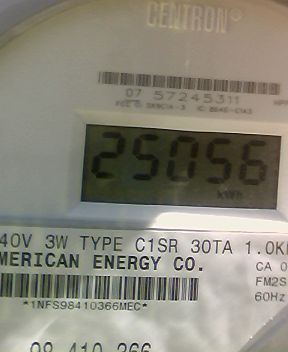 CENTRON®
07 57245311
25056
kWh
40V 3W TYPE C1SR 30TA 1.0K
MERICAN ENERGY CO.
CA 0
FM2S
60Hz
*1NFS98410366MEC*
98 410 366